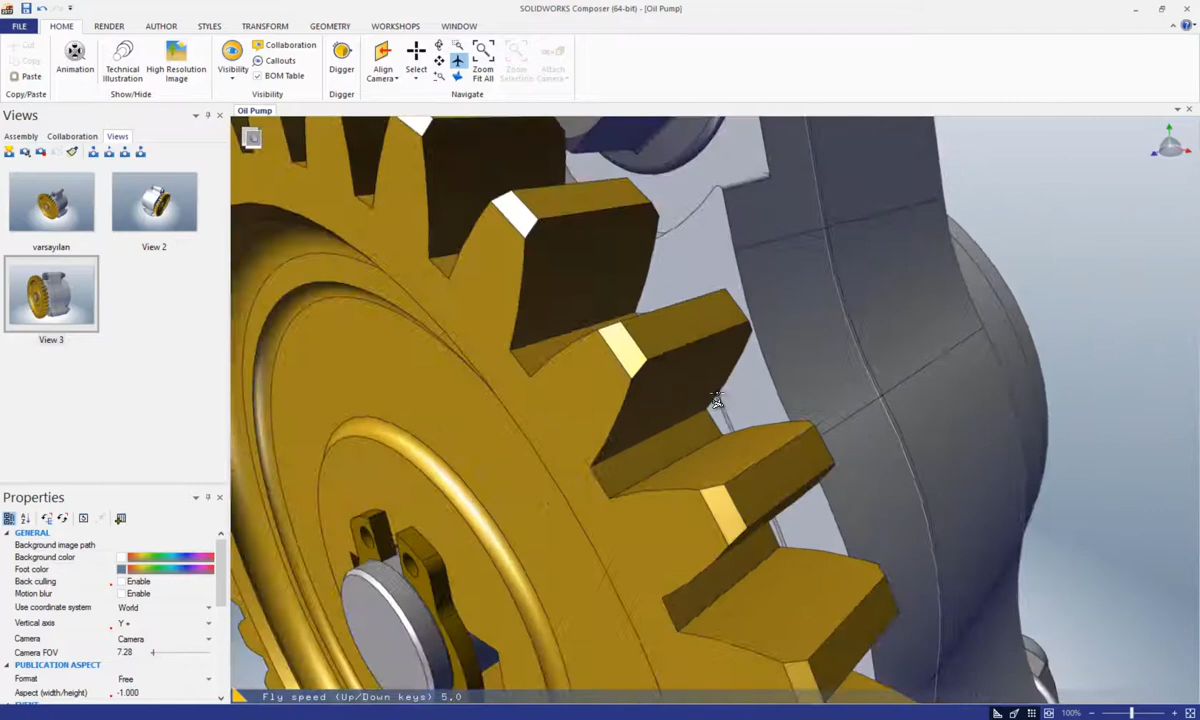 SOLIDWORKS Composer (64-bit) - [Oil Pump]
FILE HOME RENDER AUTHOR STYLES TRANSFORM GEOMETRY WORKSHOPS WINDOW
Cut
Copy
Paste
Animation
Technical Illustration
High Resolution Image
Visibility
Collaboration
Callouts
BOM Table
Digger
Align Camera
Select
Zoom Fit All
Zoom Selection
Attach Camera
Copy/Paste Show/Hide Visibility Digger Navigate
Views
Oil Pump
Assembly Collaboration Views
varsayılan View 2
View 3
Properties
GENERAL
Background image path
Background color
Foot color
Back culling Enable
Motion blur Enable
Use coordinate system World
Vertical axis Y +
Camera Camera
Camera FOV 7.28
PUBLICATION ASPECT
Format Free
Aspect (width/height) -1.000
Fly speed (Up/Down keys) 5.0
100%